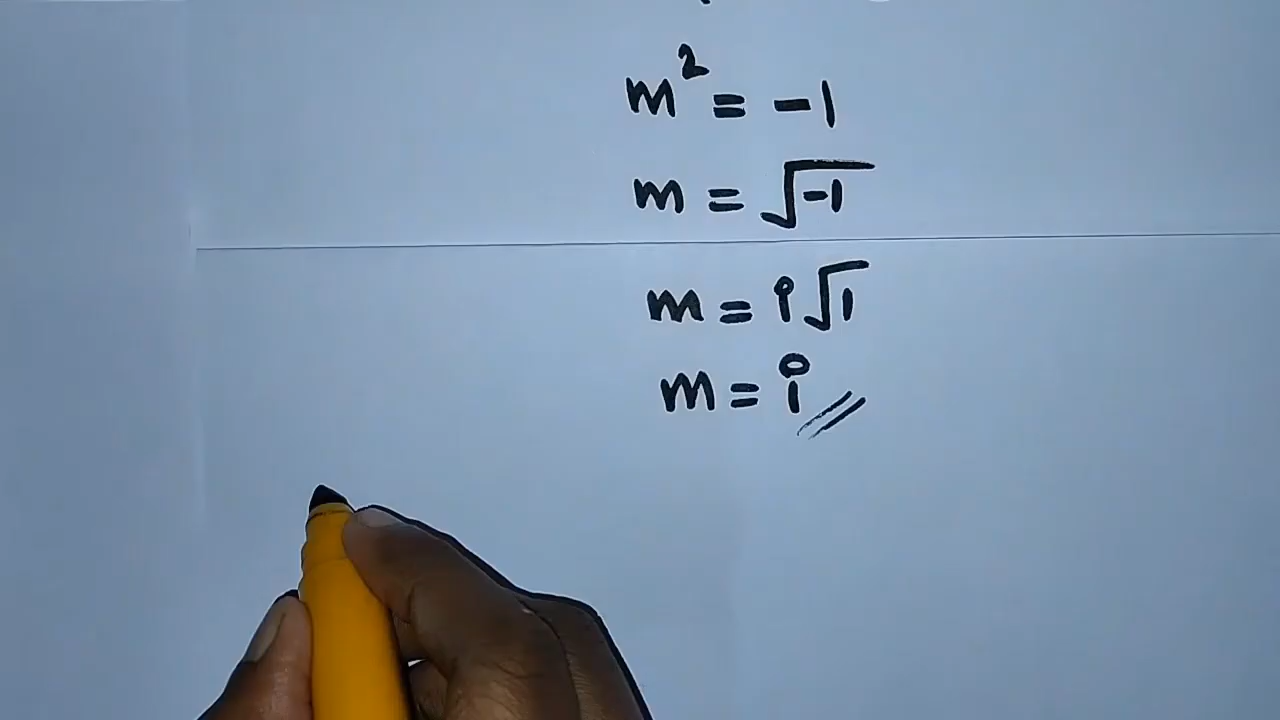 m² = -1
m = √-1
m = i√1
m = i